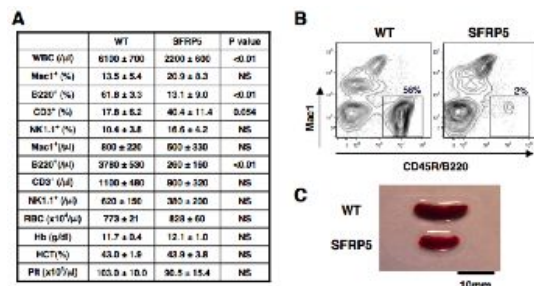 A
WT SFRP5 P value
WBC (/μl) 6100 ± 700 2200 ± 600 <0.01
Mac1⁺ (%) 13.5 ± 5.4 20.9 ± 8.3 NS
B220⁺ (%) 61.8 ± 3.3 13.1 ± 9.0 <0.01
CD3⁺ (%) 17.8 ± 6.2 40.4 ± 11.4 0.054
NK1.1⁺ (%) 10.4 ± 3.8 16.6 ± 4.2 NS
Mac1⁺(/μl) 800 ± 220 600 ± 330 NS
B220⁺(/μl) 3780 ± 530 260 ± 150 <0.01
CD3⁺ (/μl) 1100 ± 480 900 ± 320 NS
NK1.1⁺ (/μl) 620 ± 150 380 ± 200 NS
RBC (x10⁴/μl) 773 ± 21 828 ± 60 NS
Hb (g/dl) 11.7 ± 0.4 12.1 ± 1.0 NS
HCT(%) 43.0 ± 1.9 43.9 ± 3.8 NS
Plt (x10³/μl) 103.0 ± 10.0 90.5 ± 15.4 NS
B
WT SFRP5
56% 2%
Mac1
CD45R/B220
C
WT
SFRP5
10mm